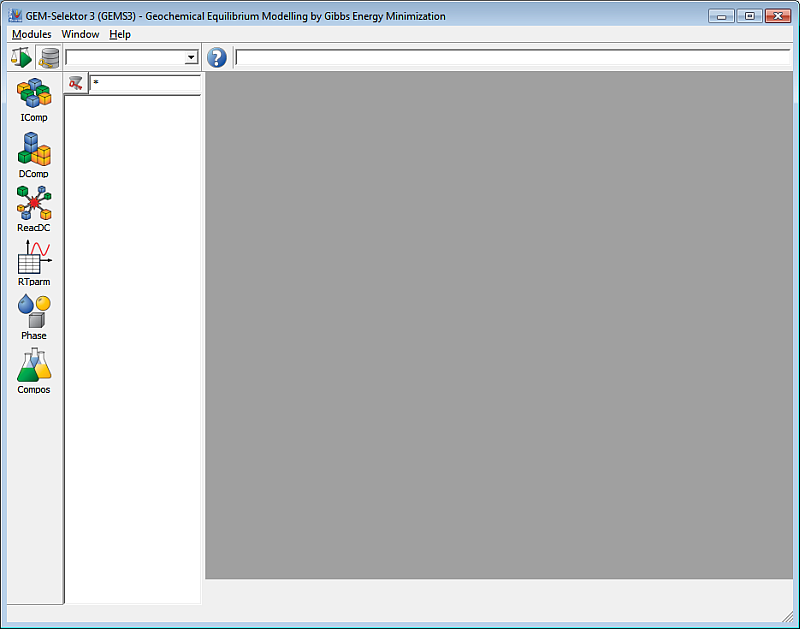 GEM-Selektor 3 (GEMS3) - Geochemical Equilibrium Modelling by Gibbs Energy Minimization
Modules Window Help
?
*
IComp
DComp
ReacDC
RTparm
Phase
Compos